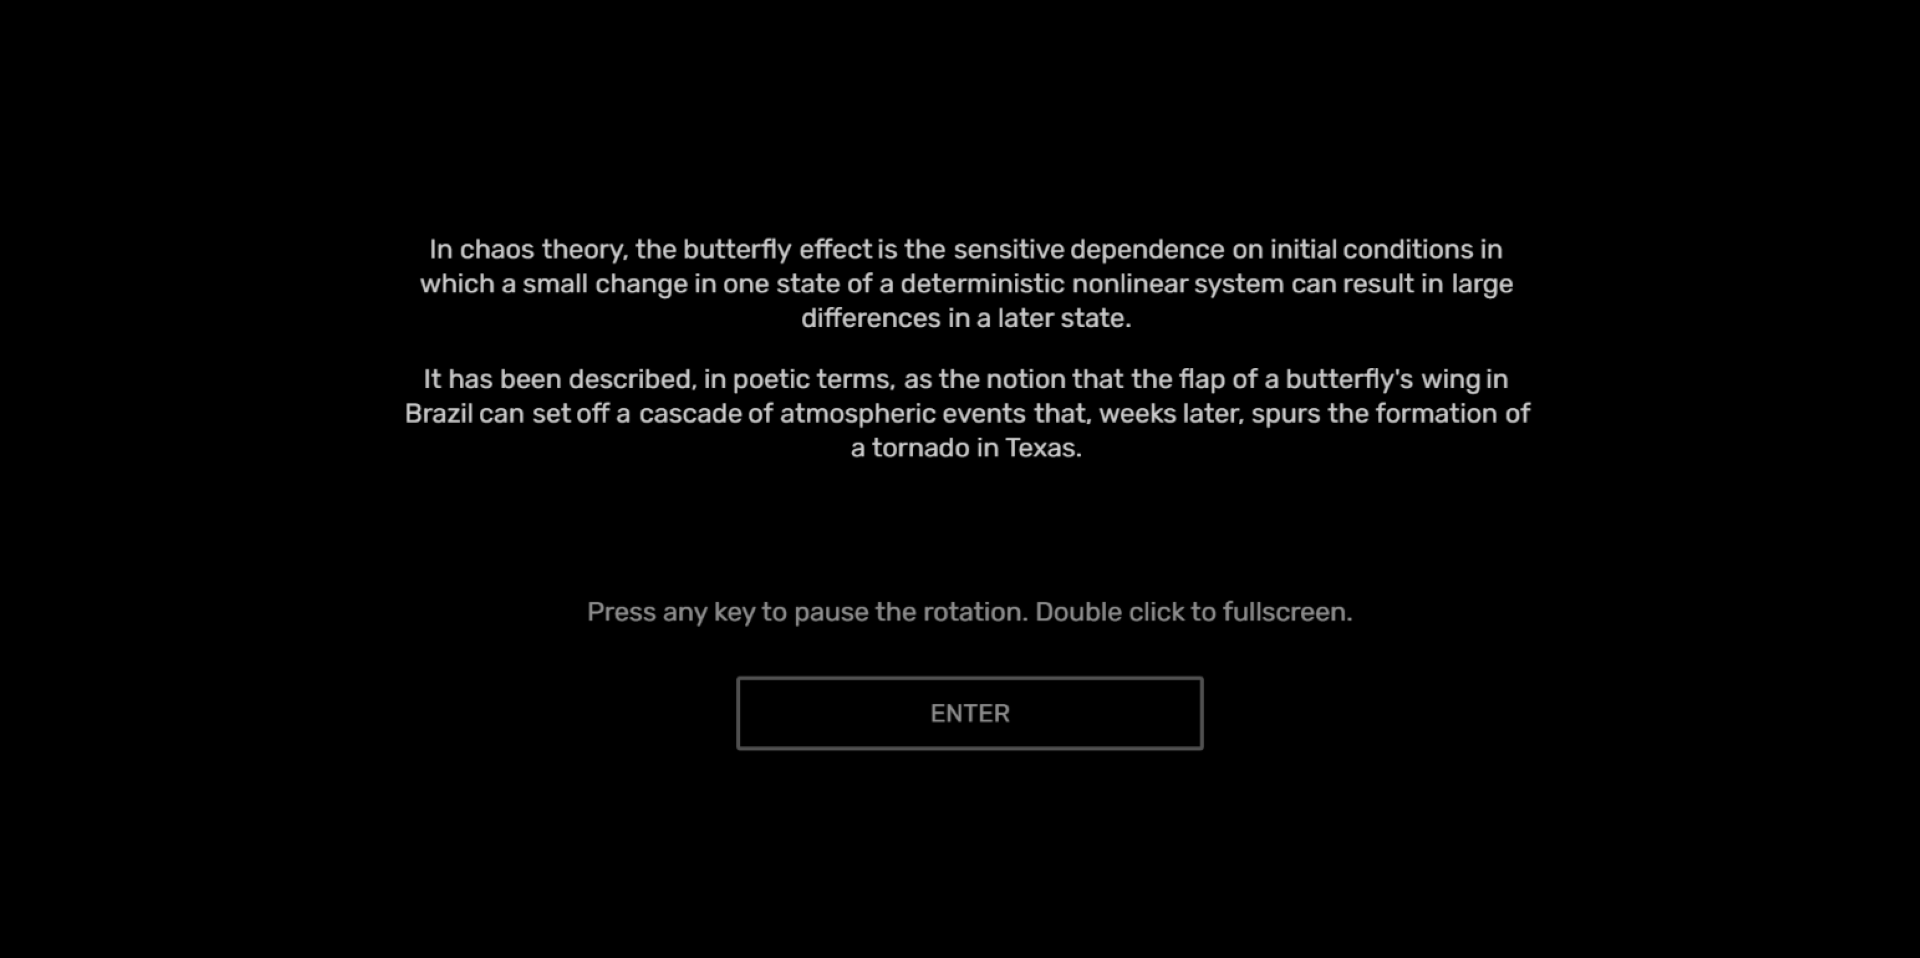 In chaos theory, the butterfly effect is the sensitive dependence on initial conditions in
which a small change in one state of a deterministic nonlinear system can result in large
differences in a later state.
It has been described, in poetic terms, as the notion that the flap of a butterfly's wing in
Brazil can set off a cascade of atmospheric events that, weeks later, spurs the formation of
a tornado in Texas.
Press any key to pause the rotation. Double click to fullscreen.
ENTER